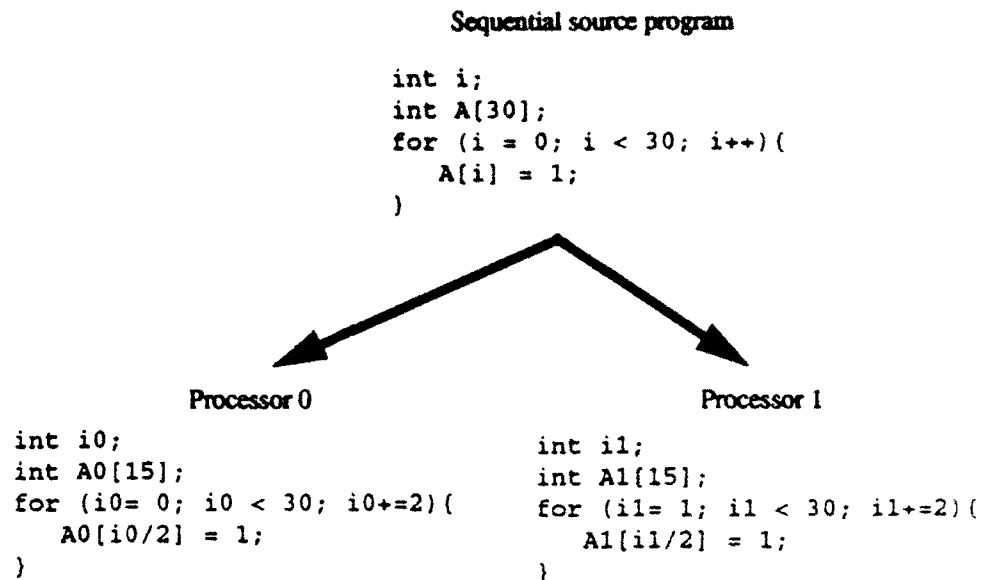 Sequential source program
int i;
int A[30];
for (i = 0; i < 30; i++){
A[i] = 1;
}
Processor 0
int i0;
int A0[15];
for (i0= 0; i0 < 30; i0+=2){
A0[i0/2] = 1;
}
Processor 1
int i1;
int A1[15];
for (i1= 1; i1 < 30; i1+=2){
A1[i1/2] = 1;
}